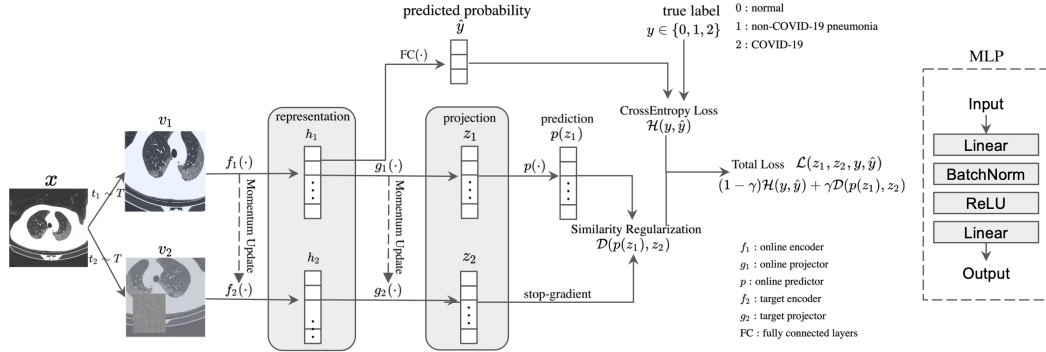 predicted probability
ŷ
true label
y ∈ {0, 1, 2}
0 : normal
1 : non-COVID-19 pneumonia
2 : COVID-19
FC(·)
CrossEntropy Loss
H(y, ŷ)
x
t₁ ∼ T
t₂ ∼ T
v₁
v₂
f₁(·)
Momentum Update
f₂(·)
representation
h₁
h₂
g₁(·)
Momentum Update
g₂(·)
projection
z₁
z₂
p(·)
prediction
p(z₁)
stop-gradient
Similarity Regularization
D(p(z₁), z₂)
Total Loss L(z₁, z₂, y, ŷ)
(1 − γ)H(y, ŷ) + γD(p(z₁), z₂)
f₁ : online encoder
g₁ : online projector
p : online predictor
f₂ : target encoder
g₂ : target projector
FC : fully connected layers
MLP
Input
Linear
BatchNorm
ReLU
Linear
Output